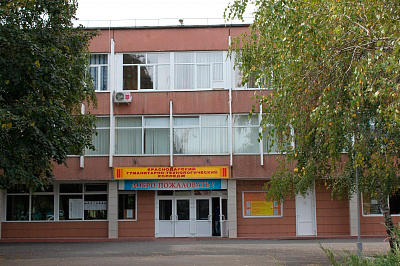 КРАСНОДАРСКИЙ
ГУМАНИТАРНО-ТЕХНОЛОГИЧЕСКИЙ
КОЛЛЕДЖ
ДОБРО ПОЖАЛОВАТЬ